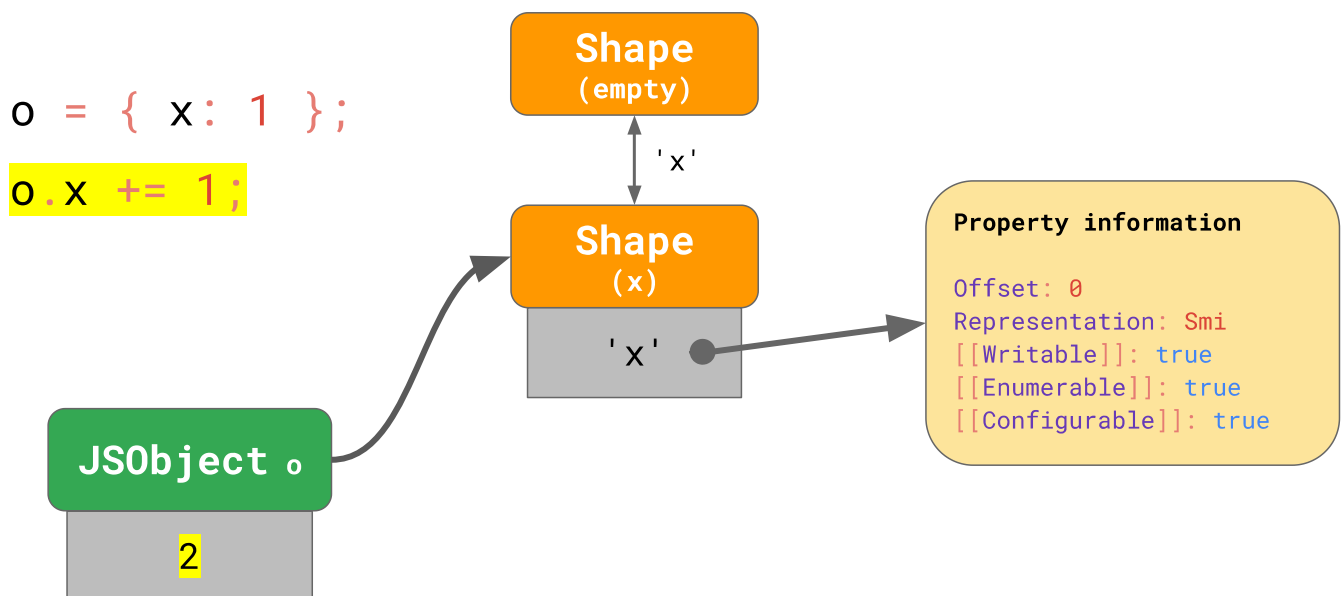 o = { x: 1 };
o.x += 1;
Shape
(empty)
'x'
Shape
(x)
'x'
JSObject o
2
Property information
Offset: 0
Representation: Smi
[[Writable]]: true
[[Enumerable]]: true
[[Configurable]]: true